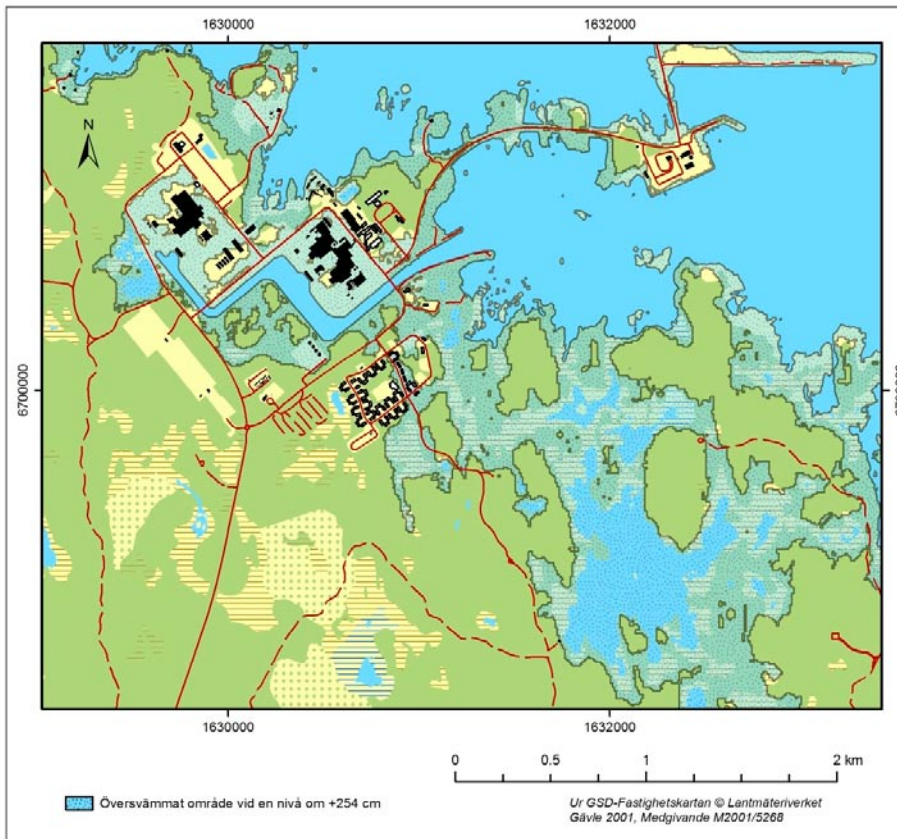 1630000 1632000
N
6700000 6700000
1630000 1632000
0 0.5 1 2 km
Översvämmat område vid en nivå om +254 cm
Ur GSD-Fastighetskartan © Lantmäteriverket
Gävle 2001, Medgivande M2001/5268